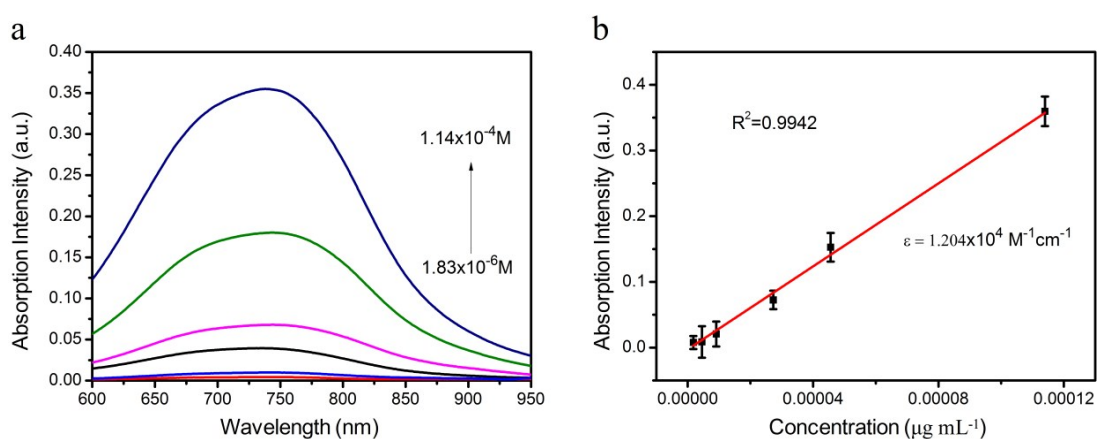 a
0.40
0.35
0.30
0.25
0.20
0.15
0.10
0.05
0.00
Absorption Intensity (a.u.)
1.14x10⁻⁴M
1.83x10⁻⁶M
600 650 700 750 800 850 900 950
Wavelength (nm)
b
0.4
0.3
0.2
0.1
0.0
Absorption Intensity (a.u.)
R²=0.9942
ε = 1.204x10⁴ M⁻¹cm⁻¹
0.00000 0.00004 0.00008 0.00012
Concentration (μg mL⁻¹)